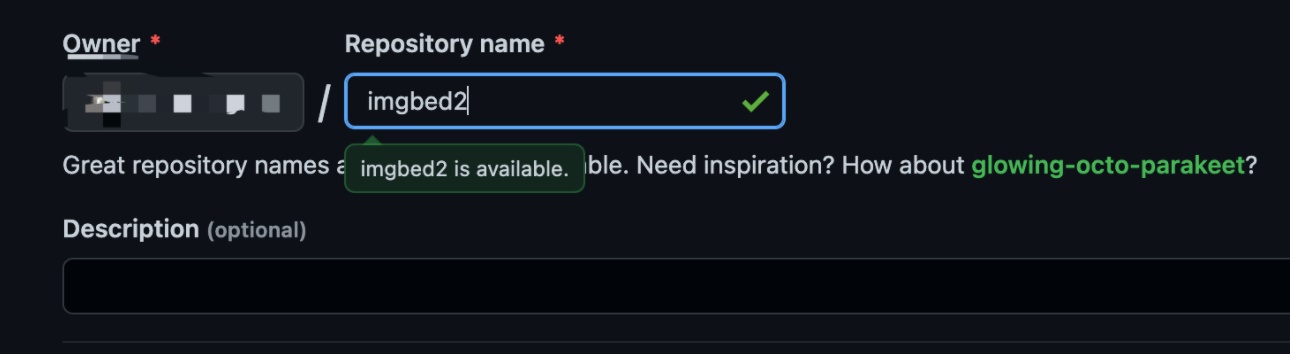 Owner *
Repository name *
/
imgbed2
Great repository names a
imgbed2 is available.
ble. Need inspiration? How about glowing-octo-parakeet?
Description (optional)